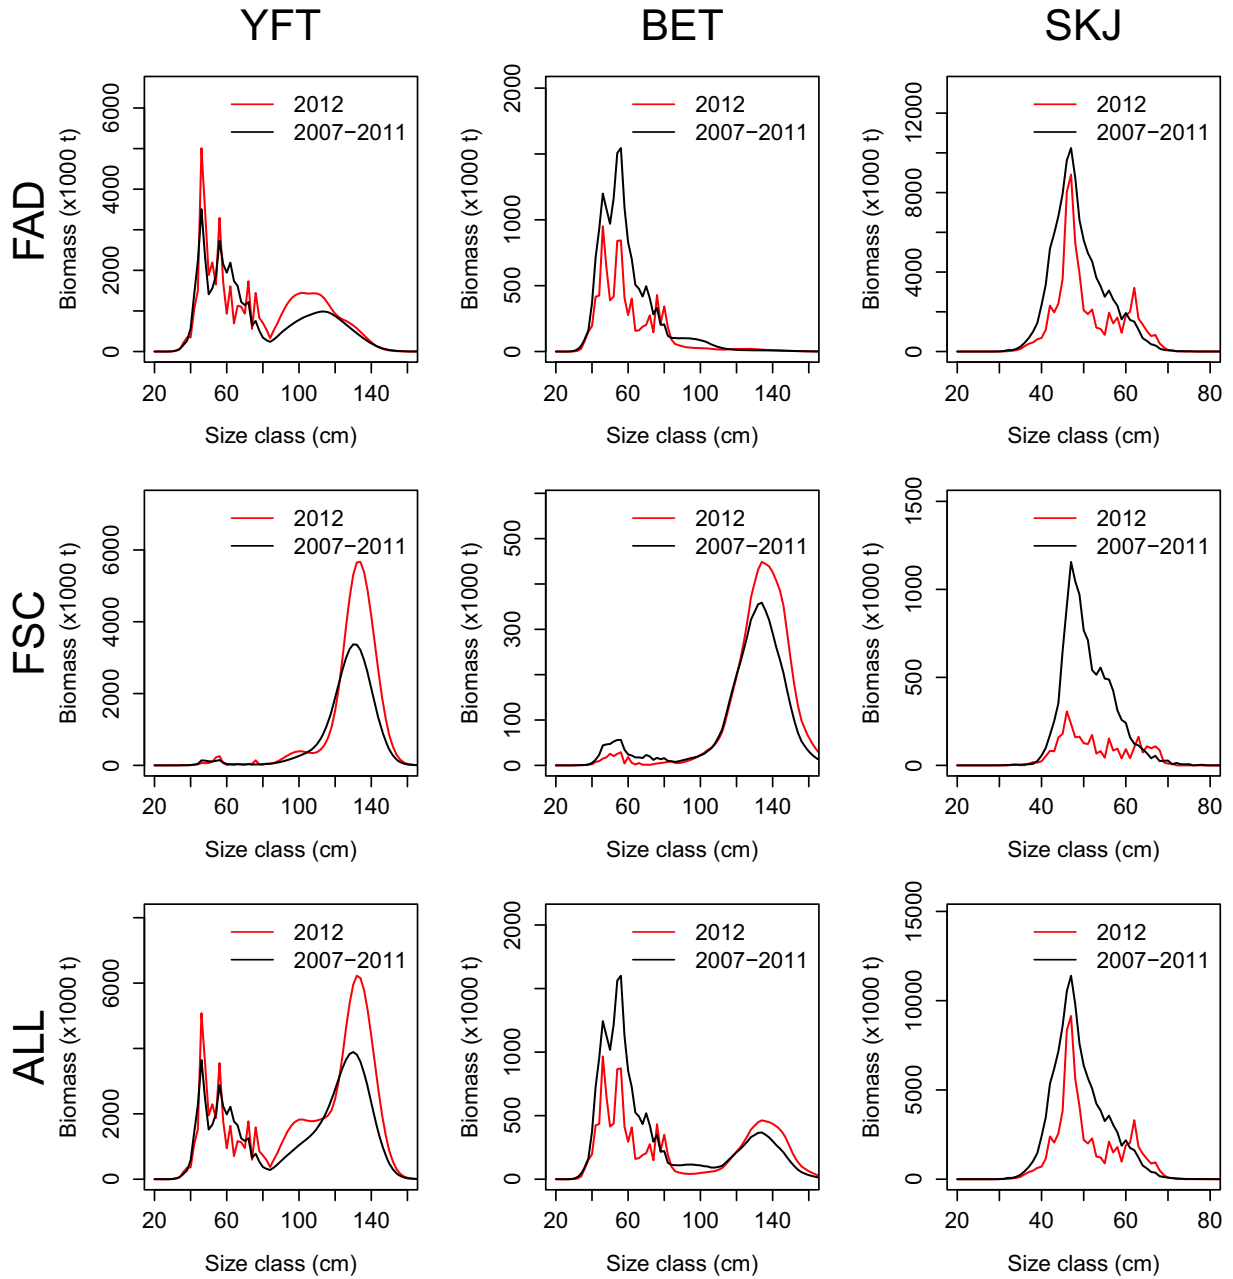 YFT BET SKJ
FAD
Biomass (x1000 t)
0 2000 4000 6000
2012
2007−2011
20 60 100 140
Size class (cm)
Biomass (x1000 t)
0 500 1000 2000
2012
2007−2011
20 60 100 140
Size class (cm)
Biomass (x1000 t)
0 4000 8000 12000
2012
2007−2011
20 40 60 80
Size class (cm)
FSC
Biomass (x1000 t)
0 2000 4000 6000
2012
2007−2011
20 60 100 140
Size class (cm)
Biomass (x1000 t)
0 100 300 500
2012
2007−2011
20 60 100 140
Size class (cm)
Biomass (x1000 t)
0 500 1000 1500
2012
2007−2011
20 40 60 80
Size class (cm)
ALL
Biomass (x1000 t)
0 2000 6000
2012
2007−2011
20 60 100 140
Size class (cm)
Biomass (x1000 t)
0 500 1000 2000
2012
2007−2011
20 60 100 140
Size class (cm)
Biomass (x1000 t)
0 5000 10000 15000
2012
2007−2011
20 40 60 80
Size class (cm)